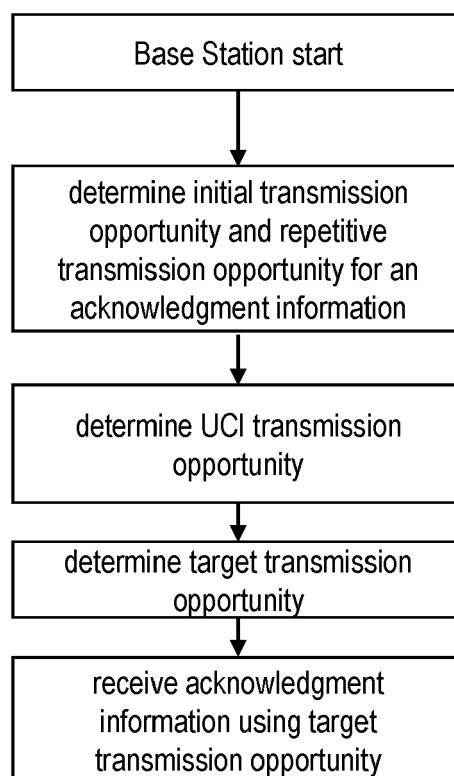 Base Station start
determine initial transmission
opportunity and repetitive
transmission opportunity for an
acknowledgment information
determine UCI transmission
opportunity
determine target transmission
opportunity
receive acknowledgment
information using target
transmission opportunity